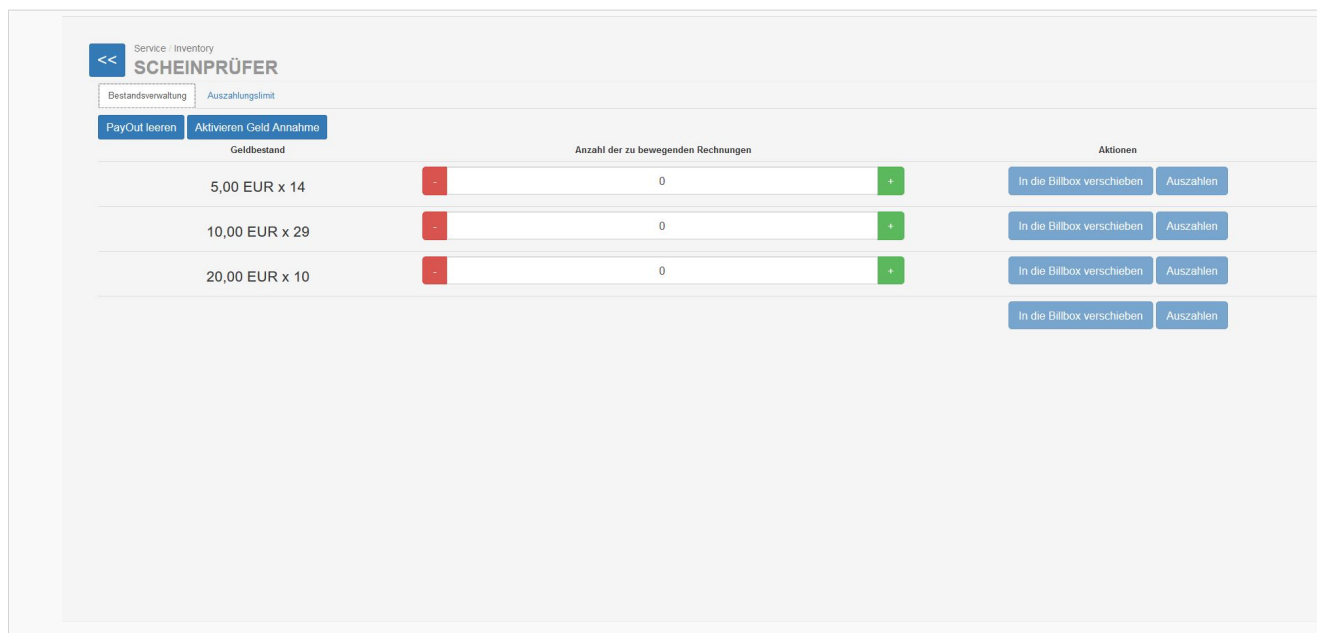 <<
Service / Inventory
SCHEINPRÜFER
Bestandsverwaltung Auszahlungslimit
PayOut leeren Aktivieren Geld Annahme
Geldbestand Anzahl der zu bewegenden Rechnungen Aktionen
5,00 EUR x 14 - 0 + In die Billbox verschieben Auszahlen
10,00 EUR x 29 - 0 + In die Billbox verschieben Auszahlen
20,00 EUR x 10 - 0 + In die Billbox verschieben Auszahlen
In die Billbox verschieben Auszahlen